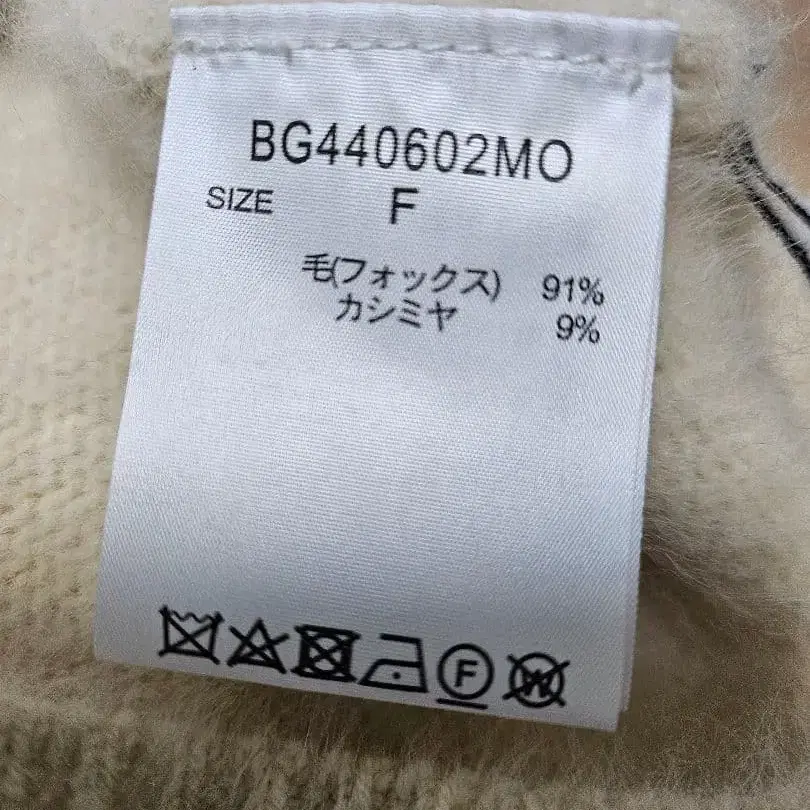 BG440602MO
SIZE F
毛(フォックス) 91%
カシミヤ 9%
F
W